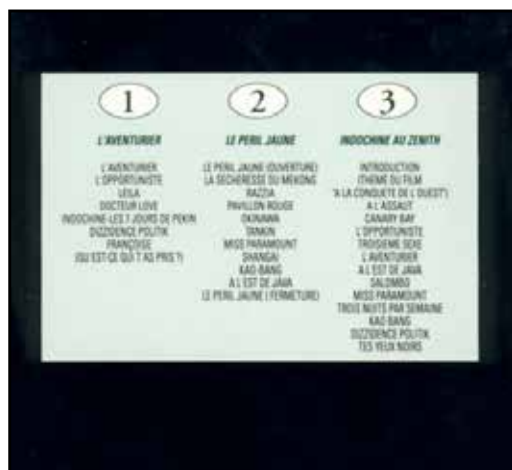 1
L'AVENTURIER
L'AVENTURIER
L'OPPORTUNISTE
LEILA
DOCTEUR LOVE
INDOCHINE-LES 7 JOURS DE PEKIN
DIZZIDENCE POLITIK
FRANÇOISE
(QU'EST-CE QUI T'AS PRIS ?)
2
LE PERIL JAUNE
LE PERIL JAUNE (OUVERTURE)
LA SECHERESSE DU MEKONG
RAZZIA
PAVILLON ROUGE
OKINAWA
TANKIN
MISS PARAMOUNT
SHANGAI
KAO-BANG
A L'EST DE JAVA
LE PERIL JAUNE (FERMETURE)
3
INDOCHINE AU ZENITH
INTRODUCTION
(THEME DU FILM
"A LA CONQUETE DE L'OUEST")
A L'ASSAUT
CANARY BAY
L'OPPORTUNISTE
TROISIEME SEXE
L'AVENTURIER
A L'EST DE JAVA
SALOMBO
MISS PARAMOUNT
TROIS NUITS PAR SEMAINE
KAO BANG
DIZZIDENCE POLITIK
TES YEUX NOIRS